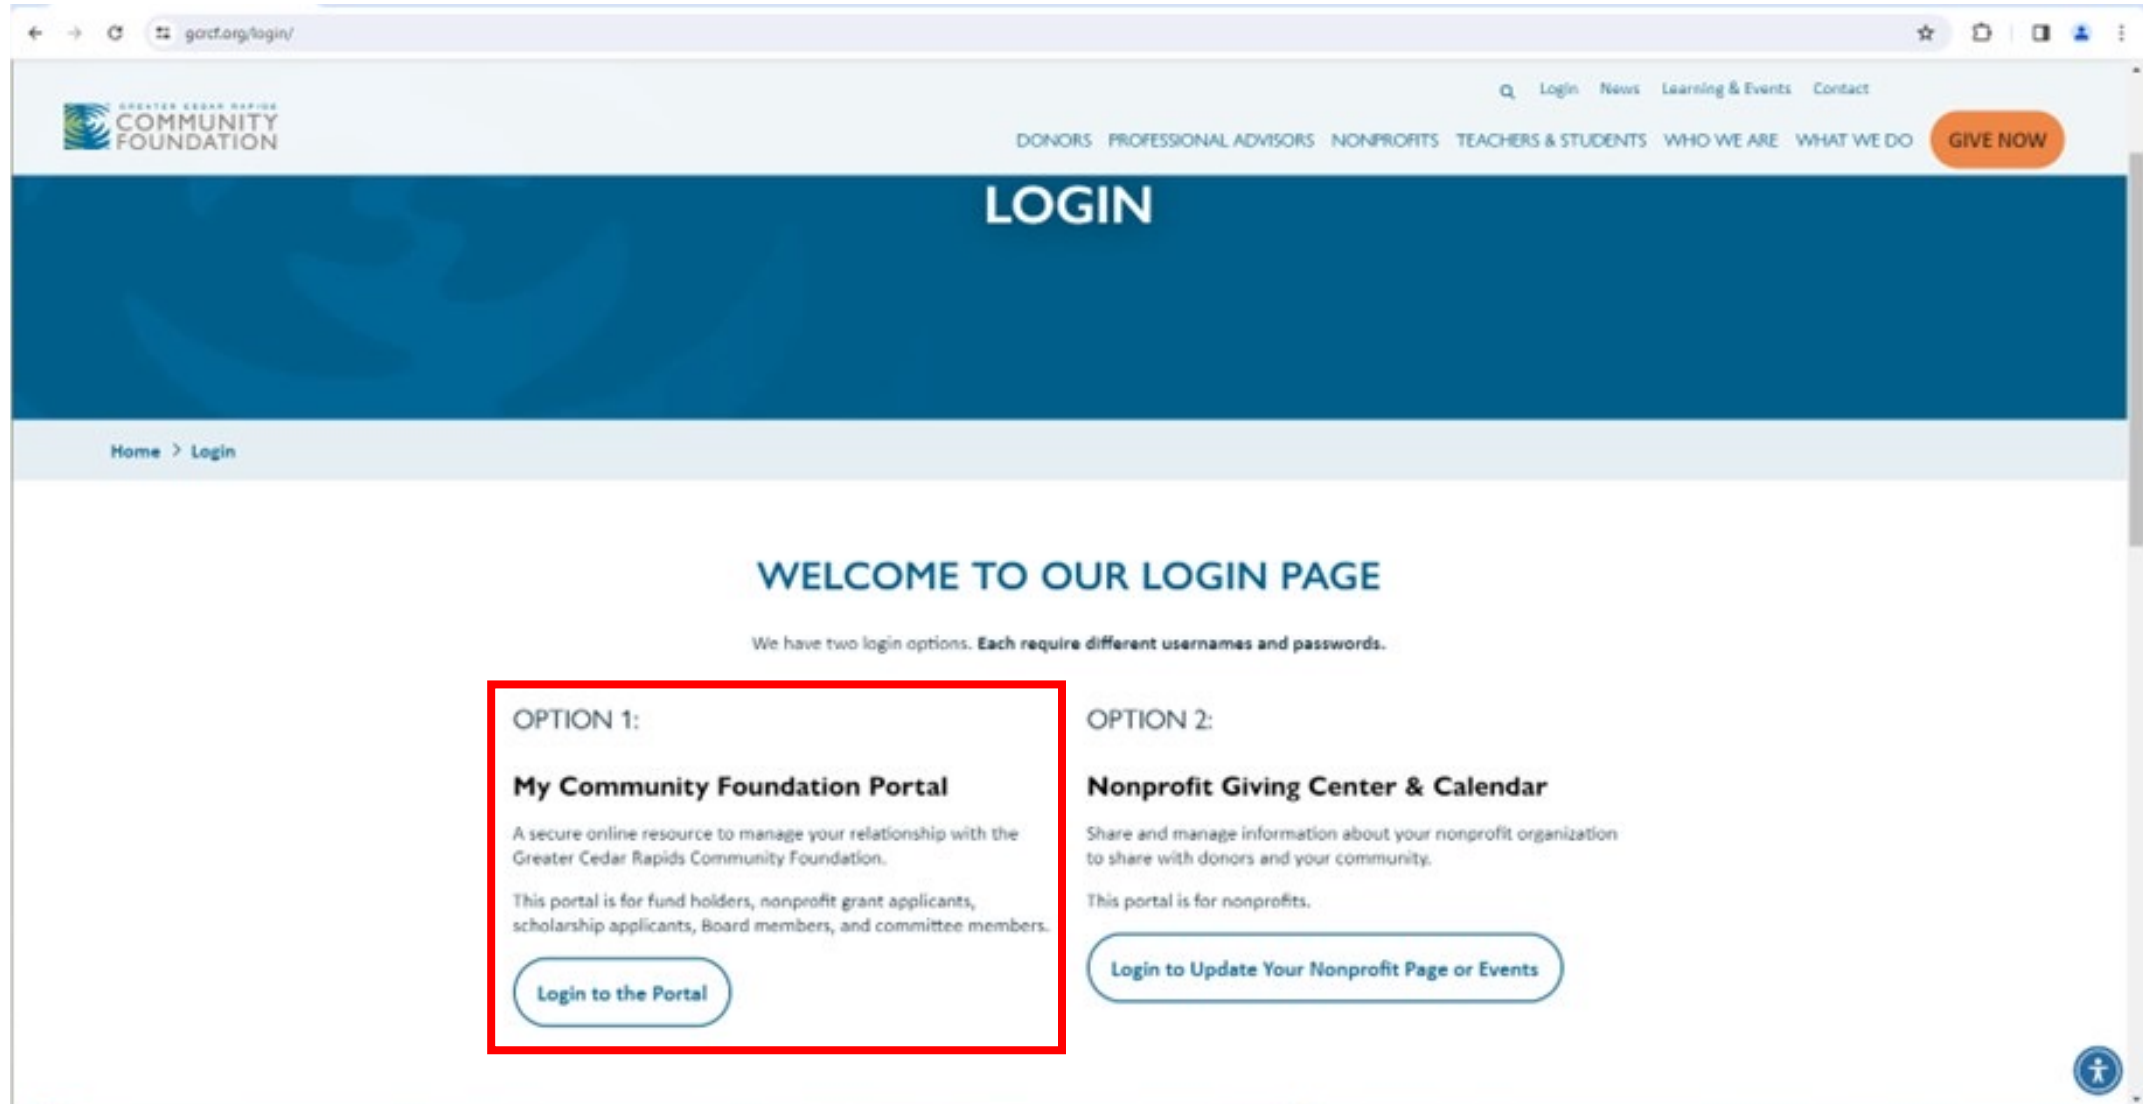 gcrcf.org/login/
Login News Learning & Events Contact
GREATER CEDAR RAPIDS
COMMUNITY
FOUNDATION
DONORS PROFESSIONAL ADVISORS NONPROFITS TEACHERS & STUDENTS WHO WE ARE WHAT WE DO GIVE NOW
LOGIN
Home > Login
WELCOME TO OUR LOGIN PAGE
We have two login options. Each require different usernames and passwords.
OPTION 1:
My Community Foundation Portal
A secure online resource to manage your relationship with the
Greater Cedar Rapids Community Foundation.
This portal is for fund holders, nonprofit grant applicants,
scholarship applicants, Board members, and committee members.
Login to the Portal
OPTION 2:
Nonprofit Giving Center & Calendar
Share and manage information about your nonprofit organization
to share with donors and your community.
This portal is for nonprofits.
Login to Update Your Nonprofit Page or Events